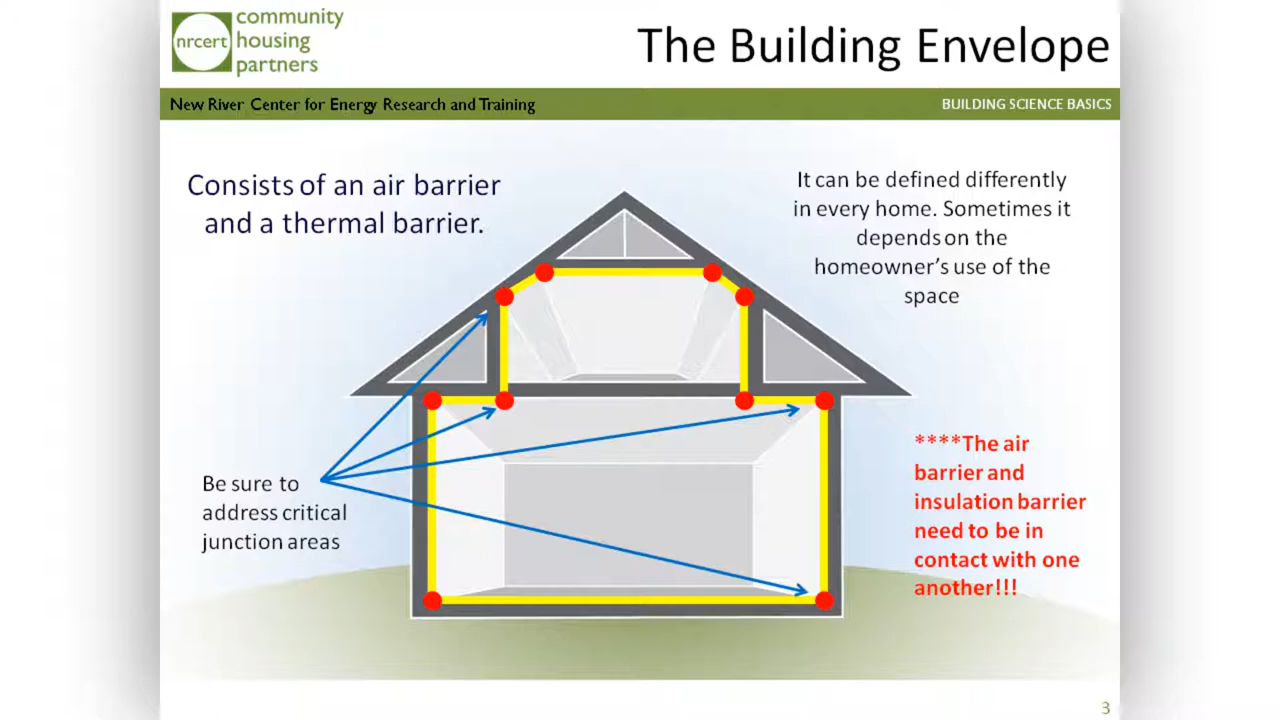 nrcert
community
housing
partners
The Building Envelope
New River Center for Energy Research and Training
BUILDING SCIENCE BASICS
Consists of an air barrier
and a thermal barrier.
It can be defined differently
in every home. Sometimes it
depends on the
homeowner's use of the
space
Be sure to
address critical
junction areas
****The air
barrier and
insulation barrier
need to be in
contact with one
another!!!
3